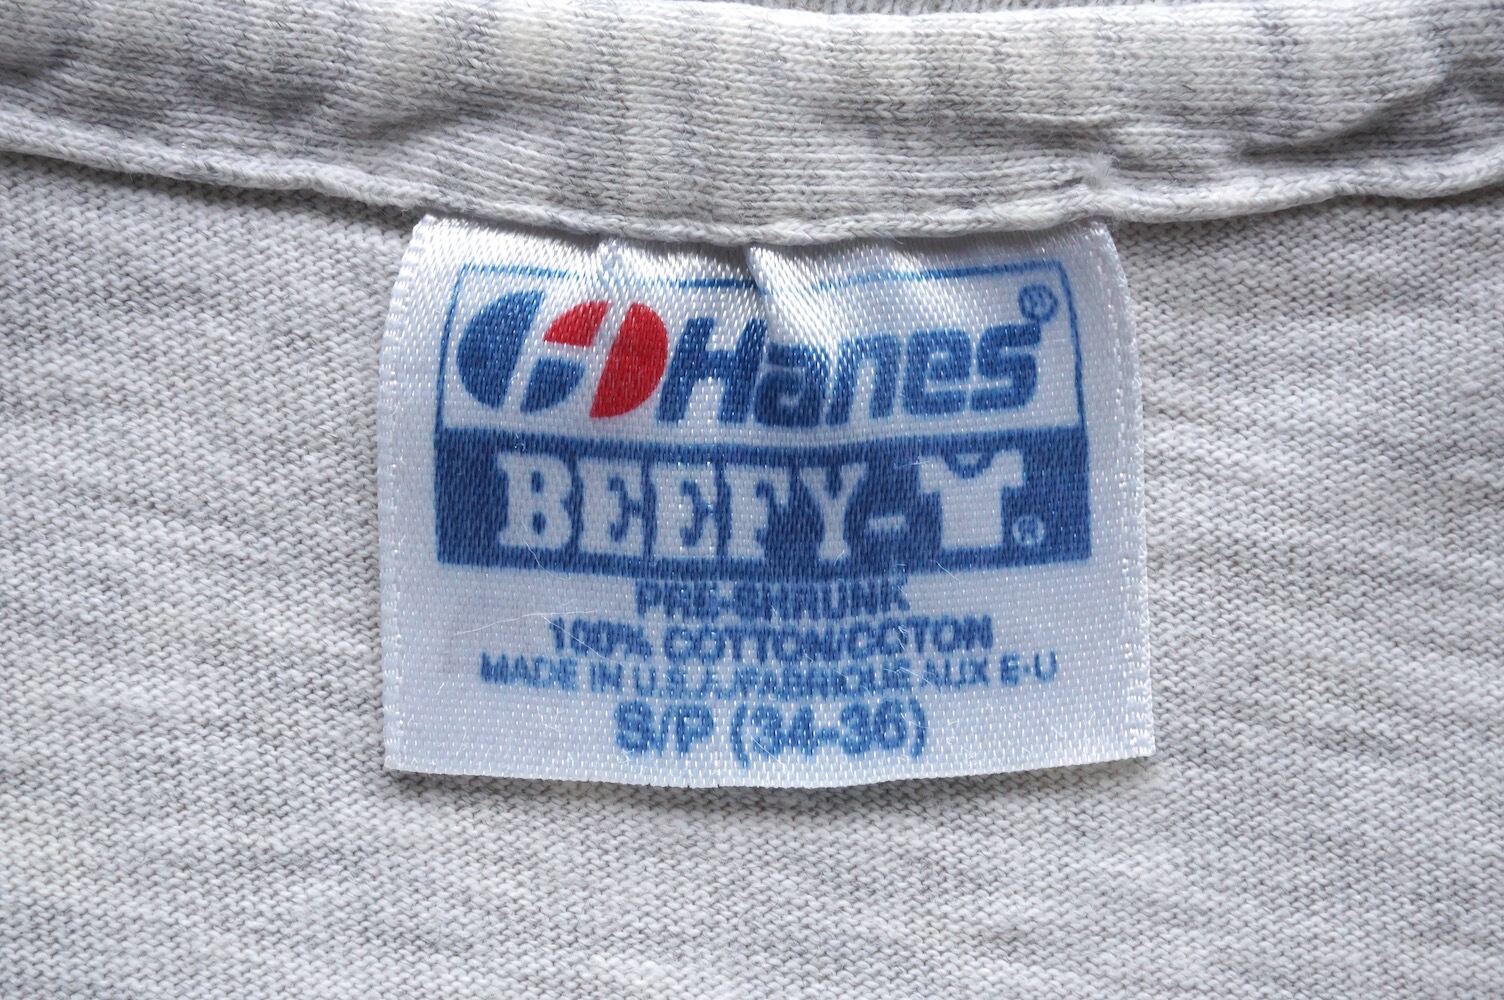 Hanes®
BEEFY-T®
PRE-SHRUNK
100% COTTON/COTON
MADE IN U.S.A./FABRIQUE AUX E-U
S/P (34-36)